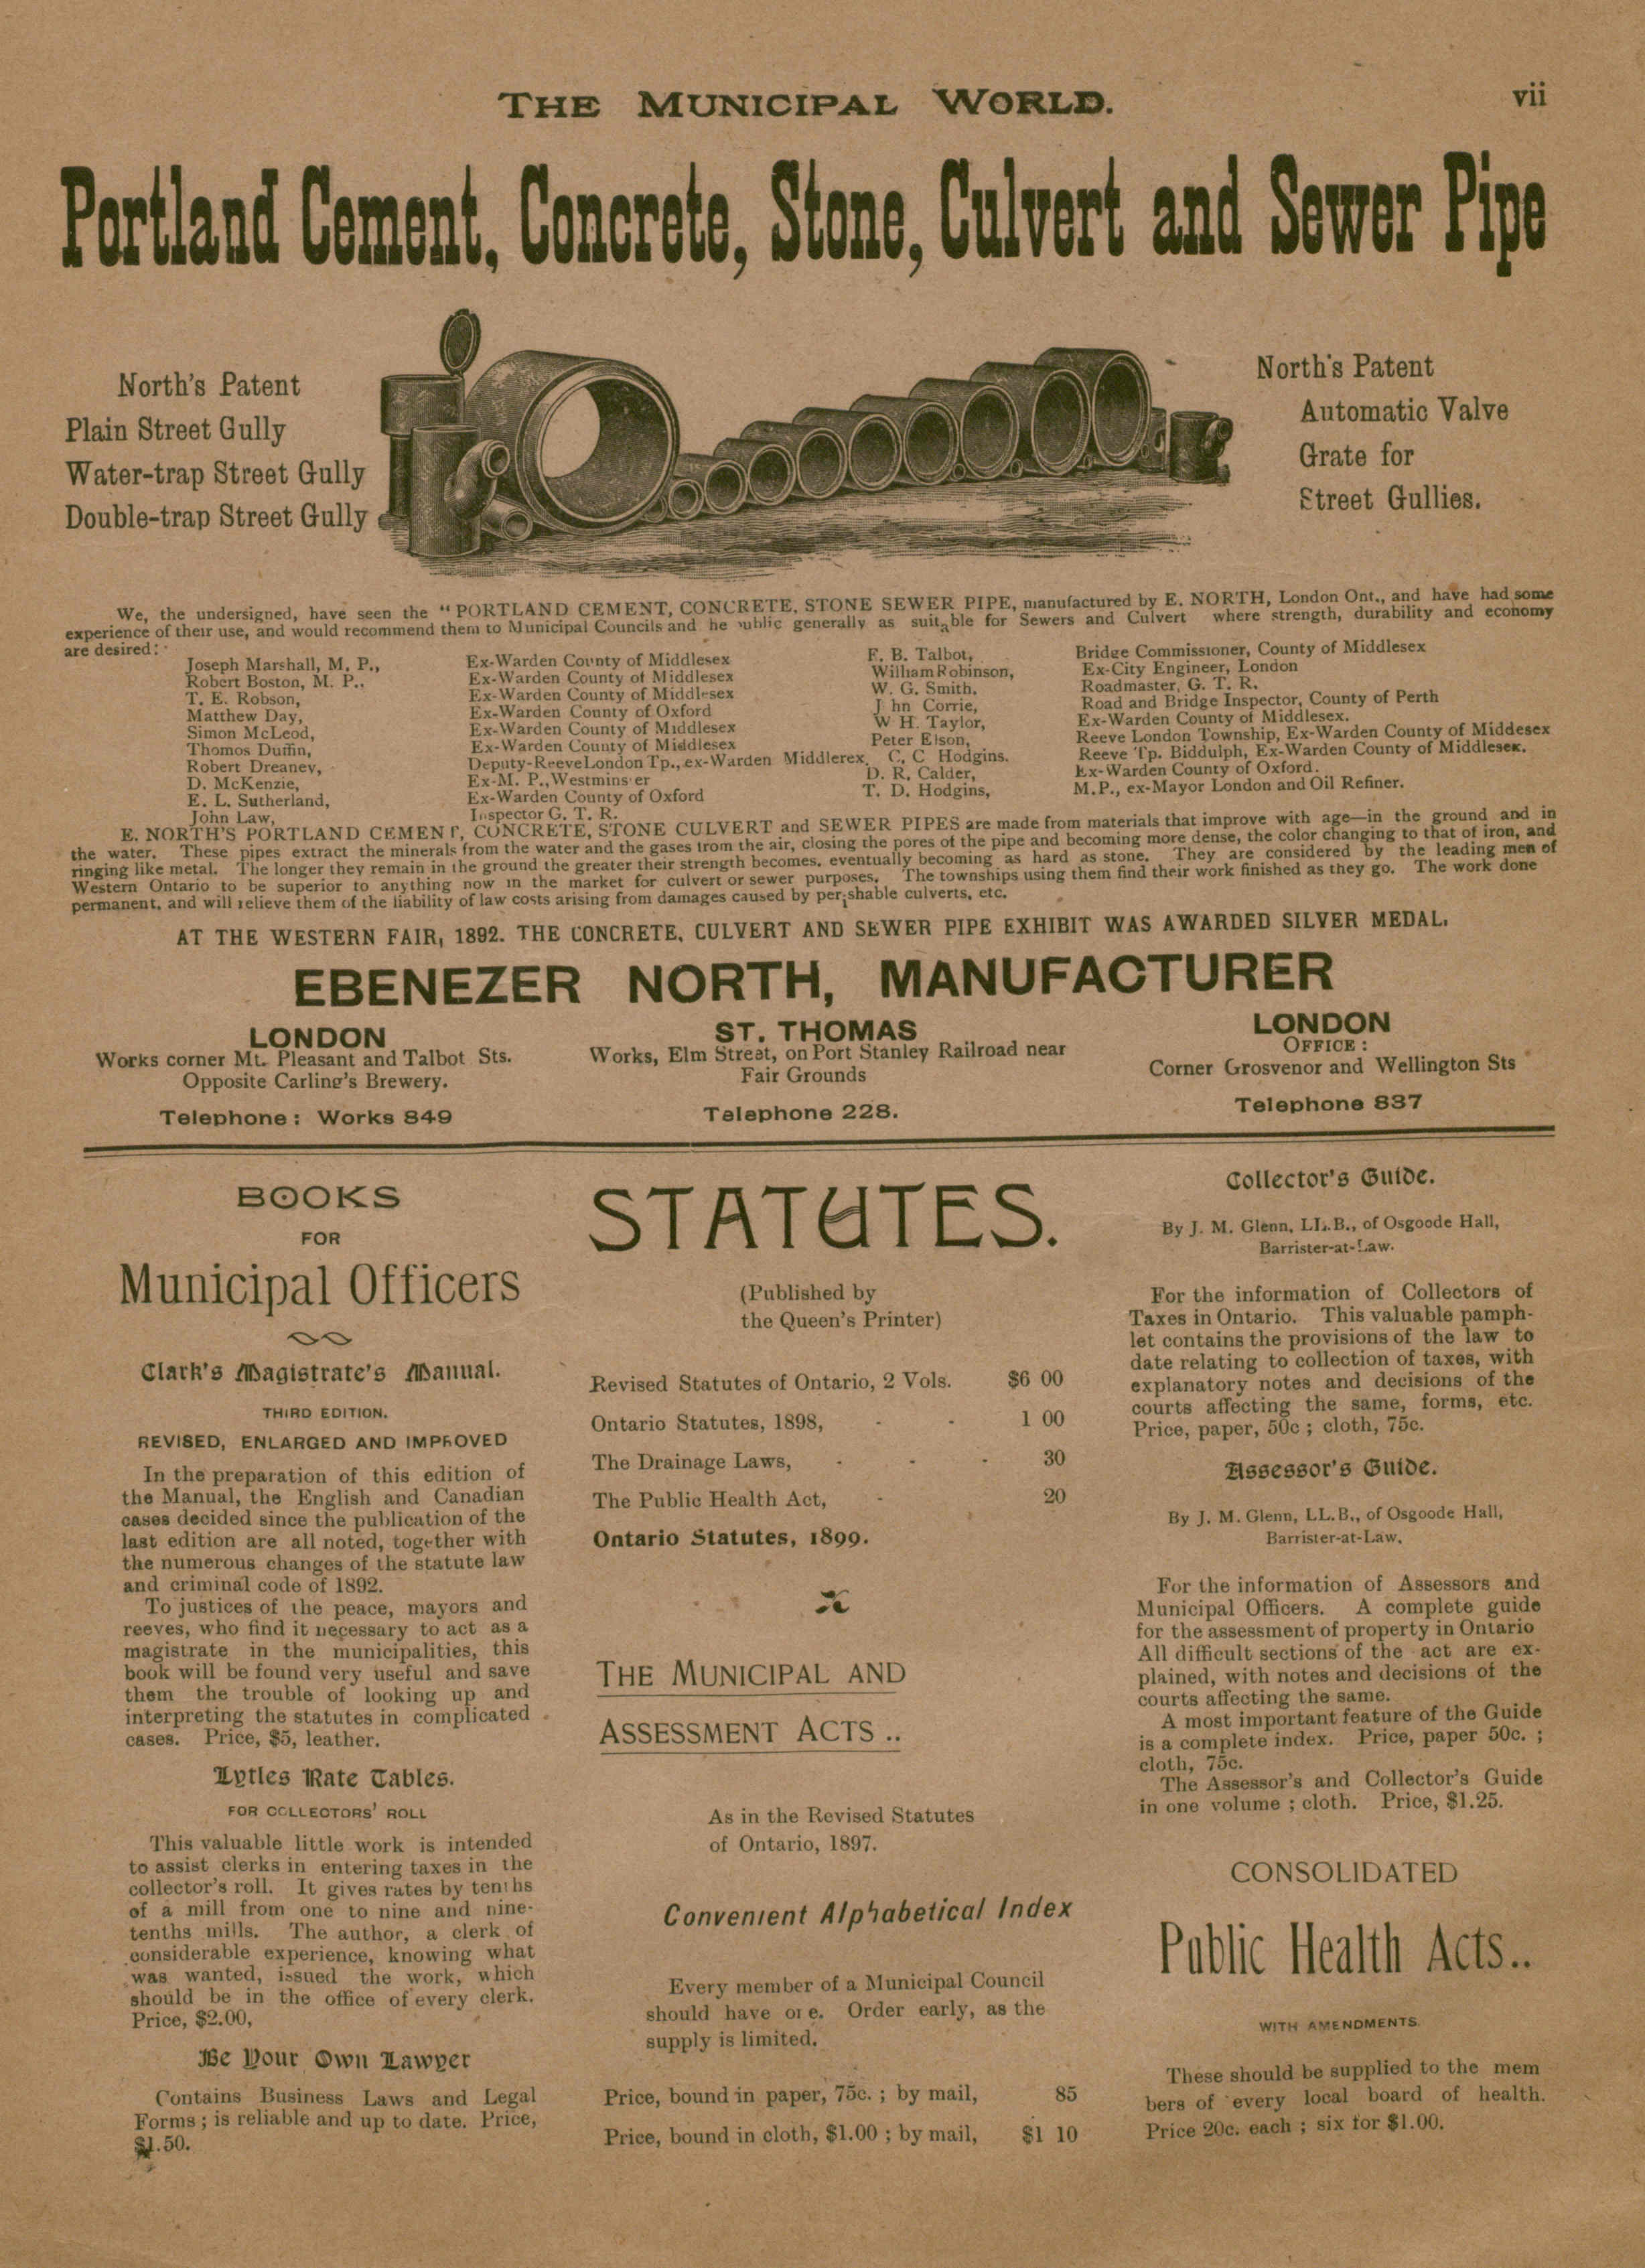 THE MUNICIPAL WORLD.
vii
Portland Cement, Concrete, Stone, Culvert and Sewer Pipe
North's Patent
Plain Street Gully
Water-trap Street Gully
Double-trap Street Gully
North's Patent
Automatic Valve
Grate for
Street Gullies.
We, the undersigned, have seen the "PORTLAND CEMENT, CONCRETE, STONE SEWER PIPE, manufactured by E. NORTH, London Ont., and have had some
experience of their use, and would recommend them to Municipal Councils and he public generally as suitable for Sewers and Culvert where strength, durability and economy
are desired:
Joseph Marshall, M. P., Ex-Warden County of Middlesex
Robert Boston, M. P., Ex-Warden County of Middlesex
T. E. Robson, Ex-Warden County of Middlesex
Matthew Day, Ex-Warden County of Oxford
Simon McLeod, Ex-Warden County of Middlesex
Thomos Duffin, Ex-Warden County of Middlesex
Robert Dreaney, Deputy-Reeve London Tp., ex-Warden Middlerex.
D. McKenzie, Ex-M. P., Westminster
E. L. Sutherland, Ex-Warden County of Oxford
John Law, Inspector G. T. R.
F. B. Talbot, Bridge Commissioner, County of Middlesex
William Robinson, Ex-City Engineer, London
W. G. Smith, Roadmaster, G. T. R.
J hn Corrie, Road and Bridge Inspector, County of Perth
W H. Taylor, Ex-Warden County of Middlesex.
Peter Elson, Reeve London Township, Ex-Warden County of Middesex
C. C Hodgins. Reeve Tp. Biddulph, Ex-Warden County of Middlesex.
D. R. Calder, Ex-Warden County of Oxford.
T. D. Hodgins, M.P., ex-Mayor London and Oil Refiner.
E. NORTH'S PORTLAND CEMENT, CONCRETE, STONE CULVERT and SEWER PIPES are made from materials that improve with age—in the ground and in
the water. These pipes extract the minerals from the water and the gases from the air, closing the pores of the pipe and becoming more dense, the color changing to that of iron, and
ringing like metal. The longer they remain in the ground the greater their strength becomes, eventually becoming as hard as stone. They are considered by the leading men of
Western Ontario to be superior to anything now in the market for culvert or sewer purposes. The townships using them find their work finished as they go. The work done
permanent, and will relieve them of the liability of law costs arising from damages caused by perishable culverts, etc.
AT THE WESTERN FAIR, 1892. THE CONCRETE, CULVERT AND SEWER PIPE EXHIBIT WAS AWARDED SILVER MEDAL.
EBENEZER NORTH, MANUFACTURER
LONDON
Works corner Mt. Pleasant and Talbot Sts.
Opposite Carling's Brewery.
Telephone: Works 849
ST. THOMAS
Works, Elm Street, on Port Stanley Railroad near
Fair Grounds
Telephone 228.
LONDON
OFFICE:
Corner Grosvenor and Wellington Sts
Telephone 837
BOOKS
FOR
Municipal Officers
Clark's Magistrate's Manual.
THIRD EDITION.
REVISED, ENLARGED AND IMPROVED
In the preparation of this edition of
the Manual, the English and Canadian
cases decided since the publication of the
last edition are all noted, together with
the numerous changes of the statute law
and criminal code of 1892.
To justices of the peace, mayors and
reeves, who find it necessary to act as a
magistrate in the municipalities, this
book will be found very useful and save
them the trouble of looking up and
interpreting the statutes in complicated
cases. Price, $5, leather.
Lytles Rate Tables.
FOR COLLECTORS' ROLL
This valuable little work is intended
to assist clerks in entering taxes in the
collector's roll. It gives rates by tenths
of a mill from one to nine and nine-
tenths mills. The author, a clerk of
considerable experience, knowing what
was wanted, issued the work, which
should be in the office of every clerk.
Price, $2.00,
Be Your Own Lawyer
Contains Business Laws and Legal
Forms; is reliable and up to date. Price,
$1.50.
STATUTES.
(Published by
the Queen's Printer)
Revised Statutes of Ontario, 2 Vols. $6 00
Ontario Statutes, 1898, - - 1 00
The Drainage Laws, - - - 30
The Public Health Act, - 20
Ontario Statutes, 1899.
THE MUNICIPAL AND
ASSESSMENT ACTS ..
As in the Revised Statutes
of Ontario, 1897.
Convenient Alphabetical Index
Every member of a Municipal Council
should have one. Order early, as the
supply is limited.
Price, bound in paper, 75c.; by mail, 85
Price, bound in cloth, $1.00; by mail, $1 10
Collector's Guide.
By J. M. Glenn, LL.B., of Osgoode Hall,
Barrister-at-Law.
For the information of Collectors of
Taxes in Ontario. This valuable pamph-
let contains the provisions of the law to
date relating to collection of taxes, with
explanatory notes and decisions of the
courts affecting the same, forms, etc.
Price, paper, 50c; cloth, 75c.
Assessor's Guide.
By J. M. Glenn, LL.B., of Osgoode Hall,
Barrister-at-Law.
For the information of Assessors and
Municipal Officers. A complete guide
for the assessment of property in Ontario
All difficult sections of the act are ex-
plained, with notes and decisions of the
courts affecting the same.
A most important feature of the Guide
is a complete index. Price, paper 50c. ;
cloth, 75c.
The Assessor's and Collector's Guide
in one volume; cloth. Price, $1.25.
CONSOLIDATED
Public Health Acts..
WITH AMENDMENTS
These should be supplied to the mem
bers of every local board of health.
Price 20c. each ; six for $1.00.